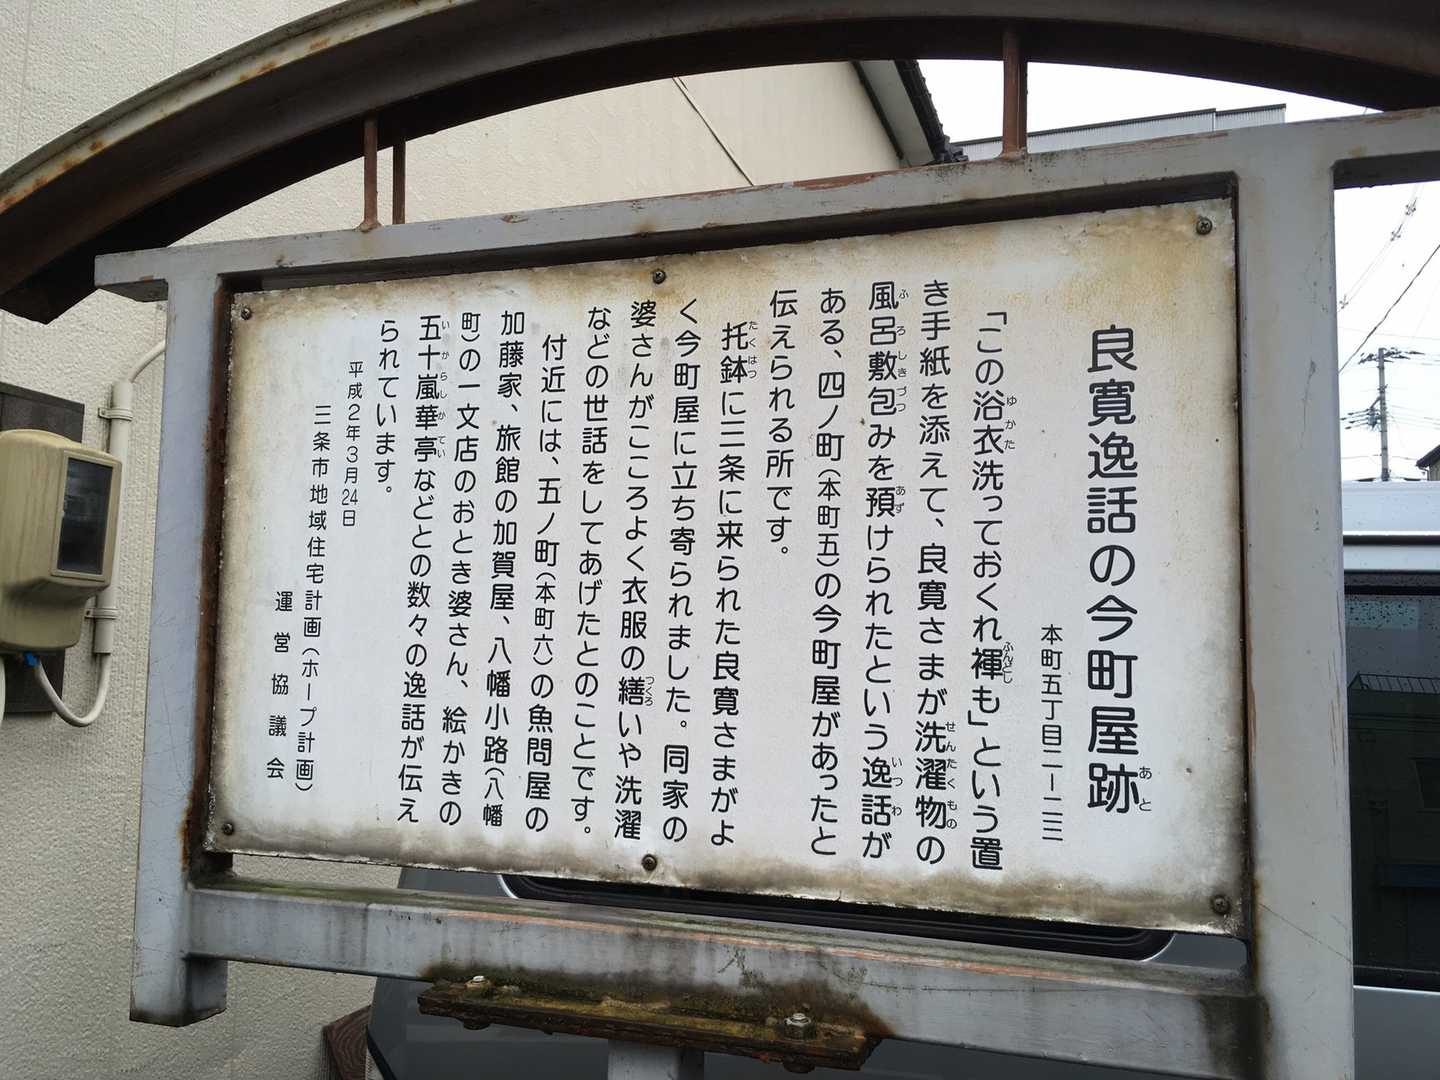 良寛逸話の今町屋跡
本町五丁目二ー二三
「この浴衣洗っておくれ褌も」という置
き手紙を添えて、良寛さまが洗濯物の
風呂敷包みを預けられたという逸話が
ある、四ノ町(本町五)の今町屋があったと
伝えられる所です。
托鉢に三条に来られた良寛さまがよ
く今町屋に立ち寄られました。同家の
婆さんがこころよく衣服の繕いや洗濯
などの世話をしてあげたとのことです。
付近には、五ノ町(本町六)の魚問屋の
加藤家、旅館の加賀屋、八幡小路(八幡
町)の一文店のおとき婆さん、絵かきの
五十嵐華亭などとの数々の逸話が伝え
られています。
平成2年3月24日
三条市地域住宅計画(ホープ計画)
運営協議会